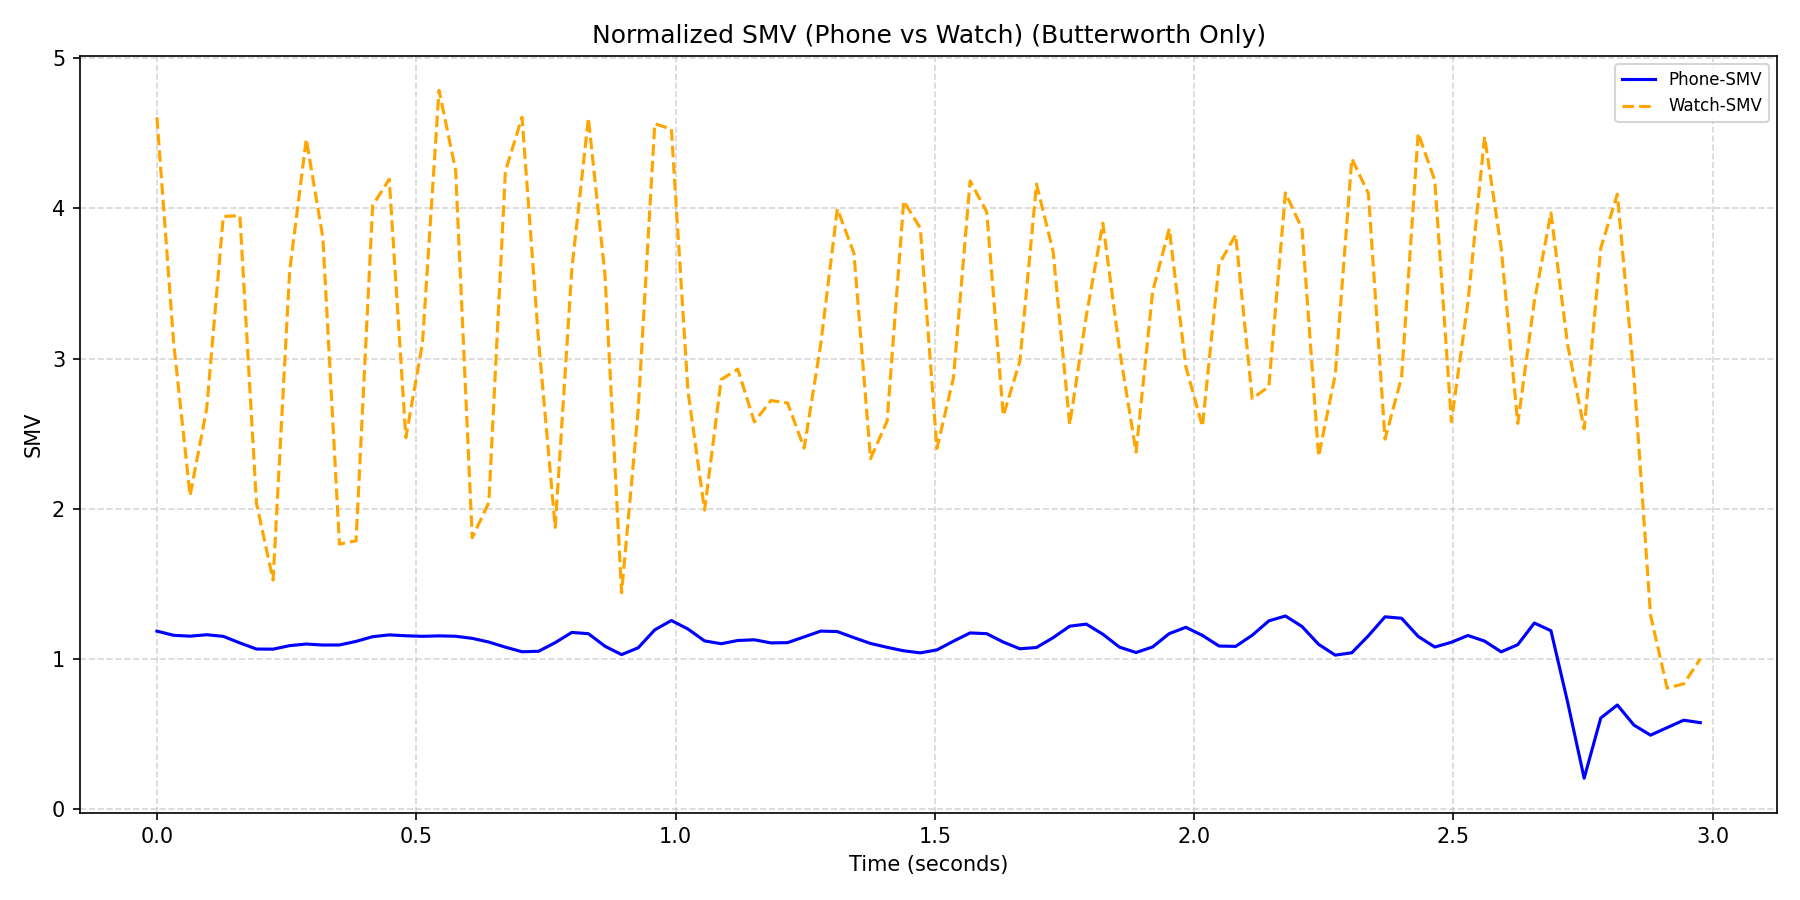 Normalized SMV (Phone vs Watch) (Butterworth Only)
Phone-SMV
Watch-SMV
SMV
5
4
3
2
1
0
0.0 0.5 1.0 1.5 2.0 2.5 3.0
Time (seconds)